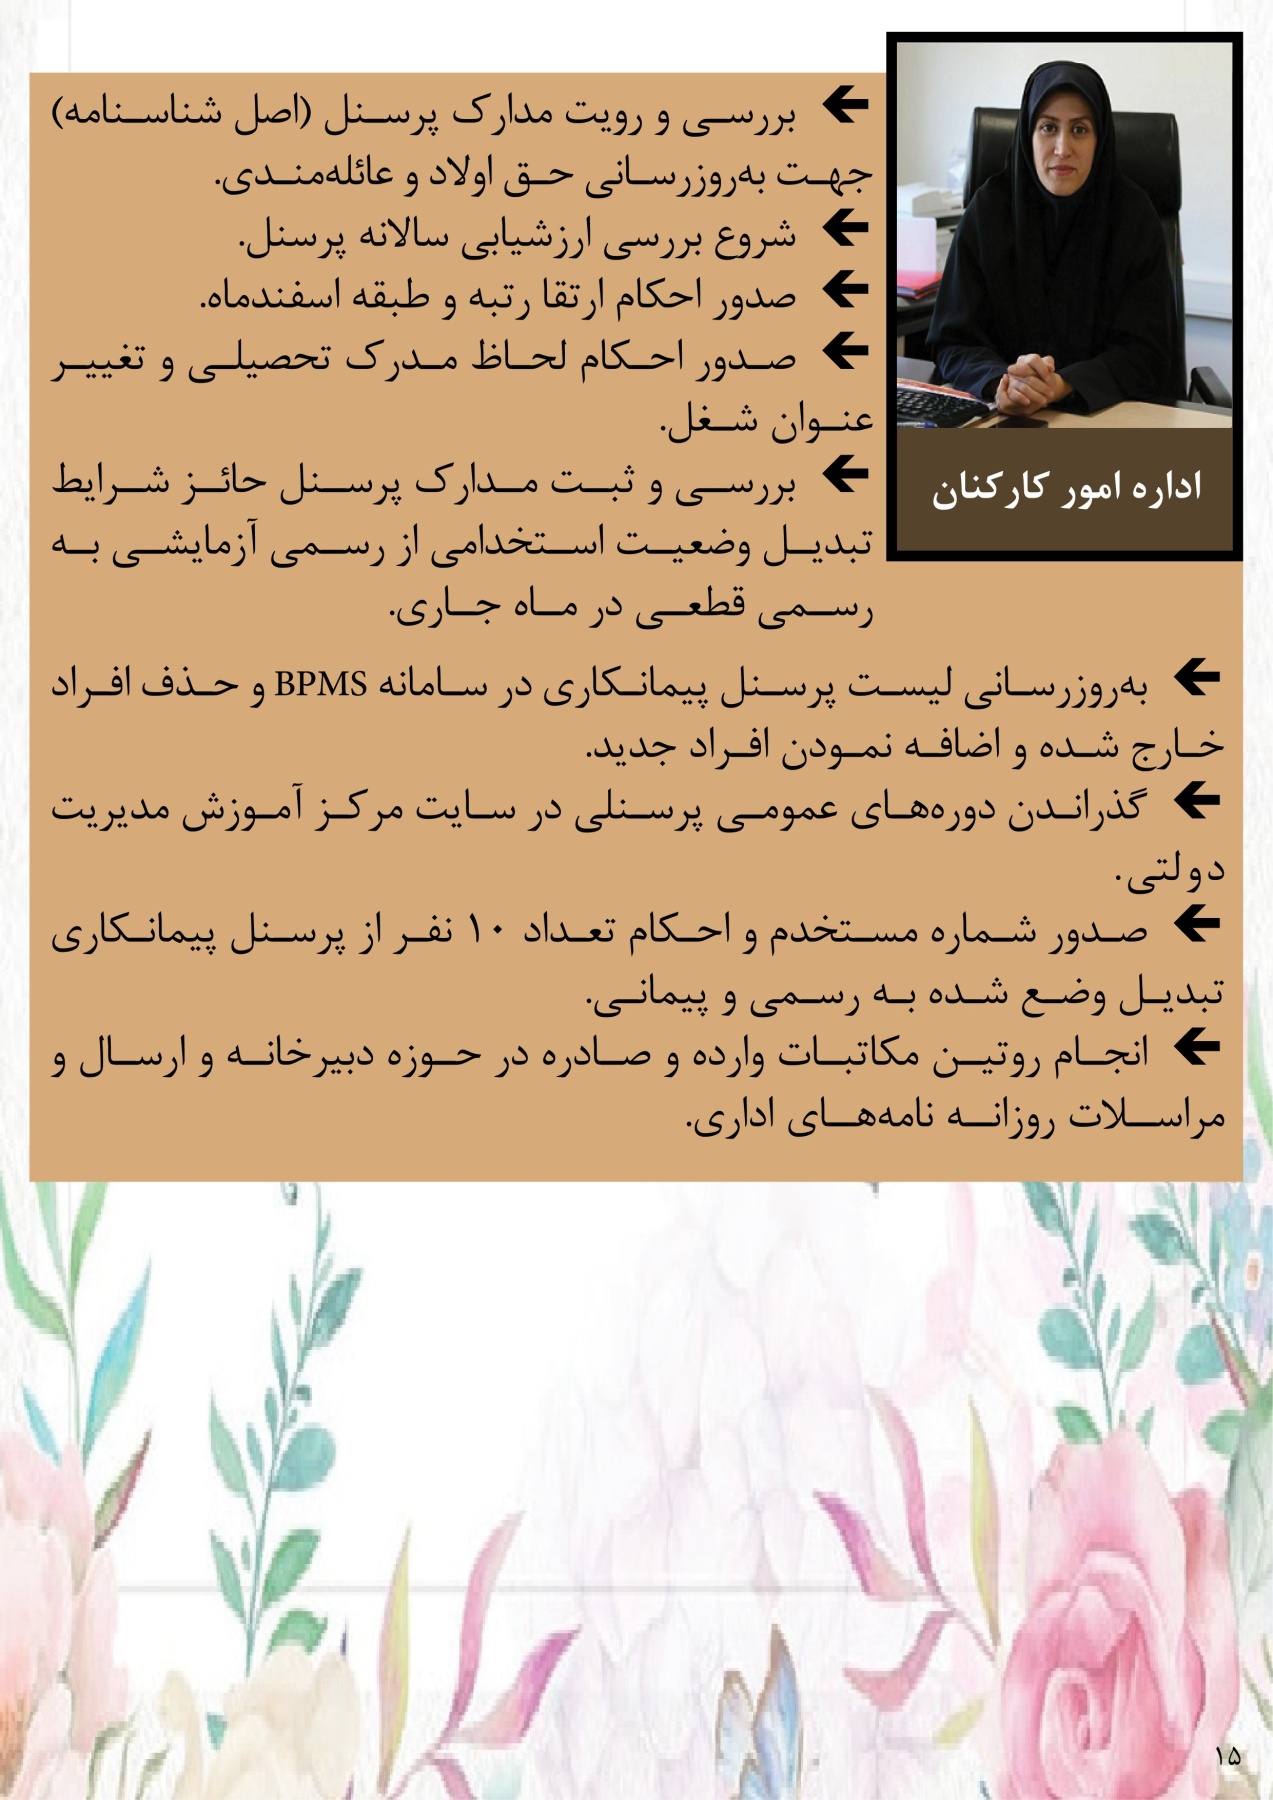 بررسی و رویت مدارک پرسنل (اصل شناسنامه)
جهت به‌روزرسانی حق اولاد و عائله‌مندی.
شروع بررسی ارزشیابی سالانه پرسنل.
صدور احکام ارتقا رتبه و طبقه اسفندماه.
صدور احکام لحاظ مدرک تحصیلی و تغییر
عنوان شغل.
بررسی و ثبت مدارک پرسنل حائز شرایط
تبدیل وضعیت استخدامی از رسمی آزمایشی به
رسمی قطعی در ماه جاری.
اداره امور کارکنان
به‌روزرسانی لیست پرسنل پیمانکاری در سامانه BPMS و حذف افراد
خارج شده و اضافه نمودن افراد جدید.
گذراندن دوره‌های عمومی پرسنلی در سایت مرکز آموزش مدیریت
دولتی.
صدور شماره مستخدم و احکام تعداد ۱۰ نفر از پرسنل پیمانکاری
تبدیل وضع شده به رسمی و پیمانی.
انجام روتین مکاتبات وارده و صادره در حوزه دبیرخانه و ارسال و
مراسلات روزانه نامه‌های اداری.
۱۵